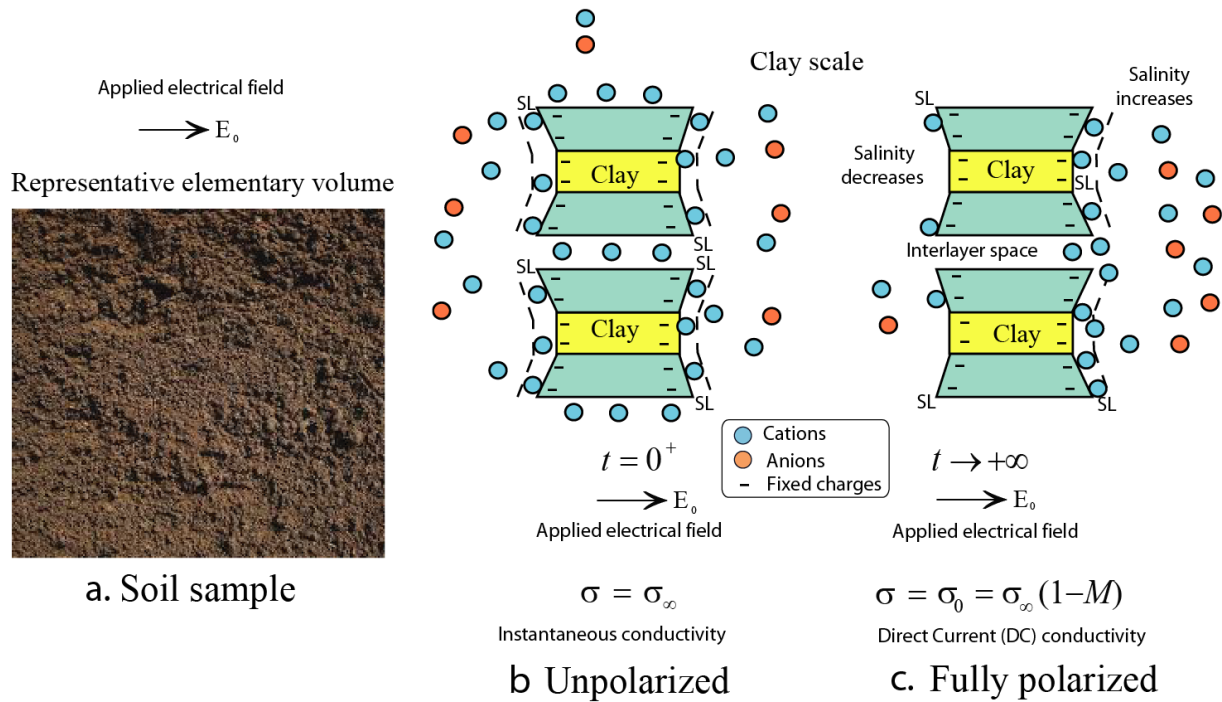 Applied electrical field
E₀
Representative elementary volume
a. Soil sample
Clay scale
SL
Clay
SL
SL
SL
SL
Clay
t = 0⁺
E₀
Applied electrical field
σ = σ∞
Instantaneous conductivity
b Unpolarized
Cations
Anions
Fixed charges
SL
Salinity
increases
Salinity
decreases
Clay
SL
Interlayer space
Clay
SL
SL
t → +∞
E₀
Applied electrical field
σ = σ₀ = σ∞ (1–M)
Direct Current (DC) conductivity
c. Fully polarized